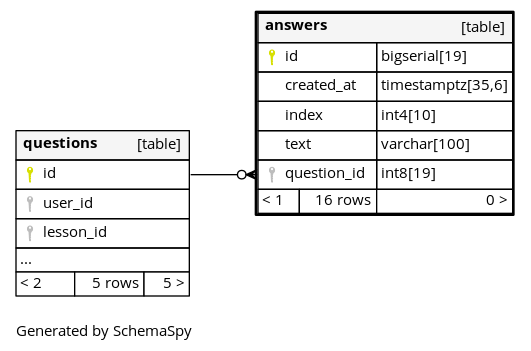 answers [table]
id bigserial[19]
created_at timestamptz[35,6]
index int4[10]
text varchar[100]
question_id int8[19]
< 1 16 rows 0 >
questions [table]
id
user_id
lesson_id
...
< 2 5 rows 5 >
Generated by SchemaSpy